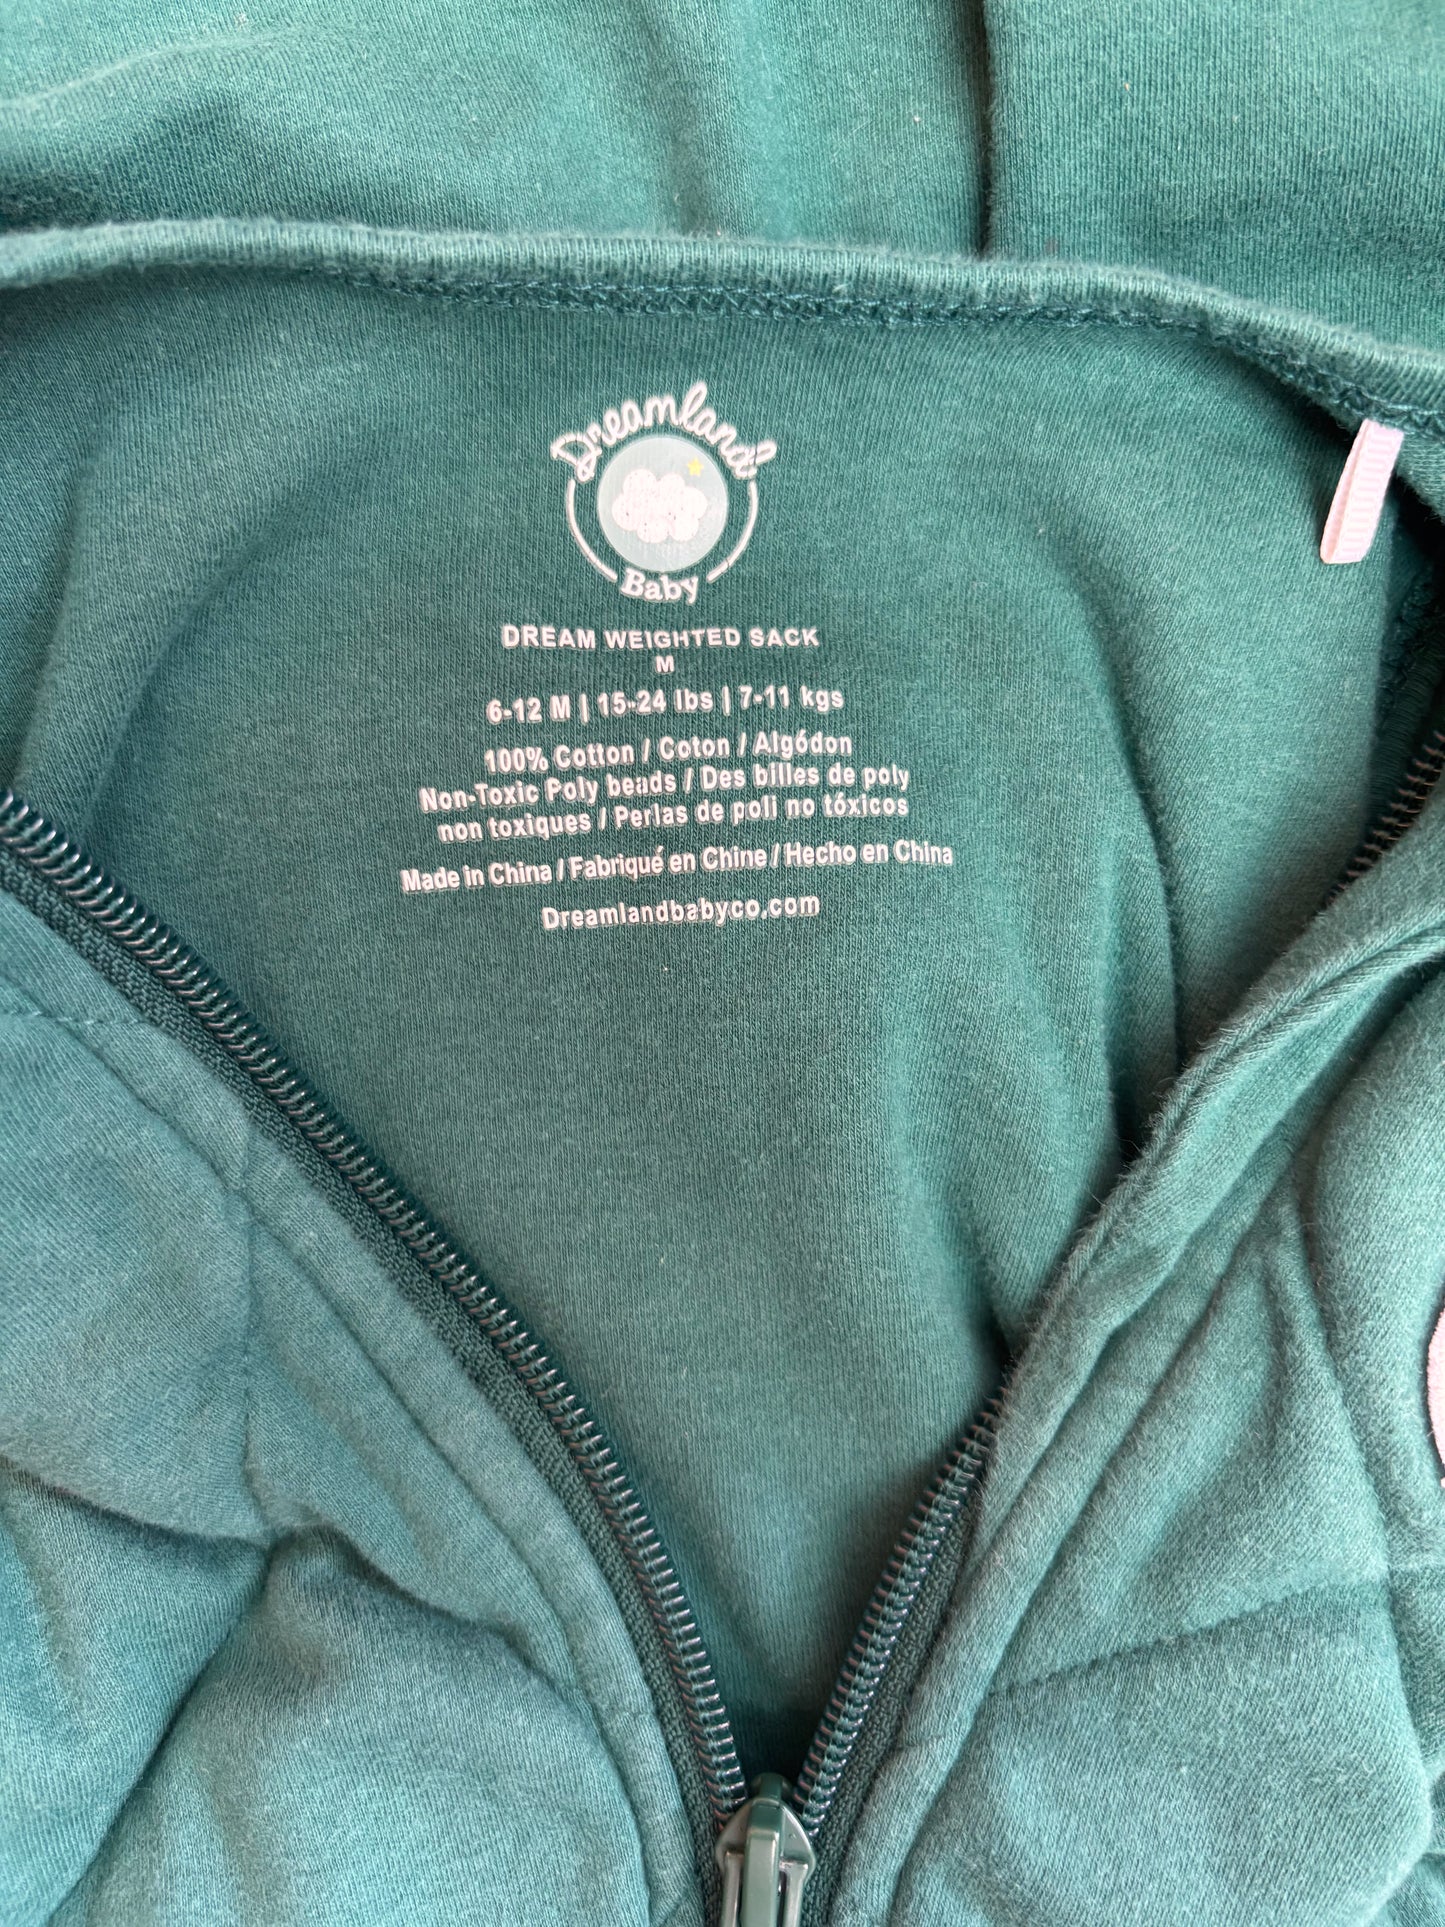 Dreamland
Baby
DREAM WEIGHTED SACK
M
6-12 M | 15-24 lbs | 7-11 kgs
100% Cotton / Coton / Algódon
Non-Toxic Poly beads / Des billes de poly
non toxiques / Perlas de poli no tóxicos
Made in China / Fabriqué en Chine / Hecho en China
Dreamlandbabyco.com